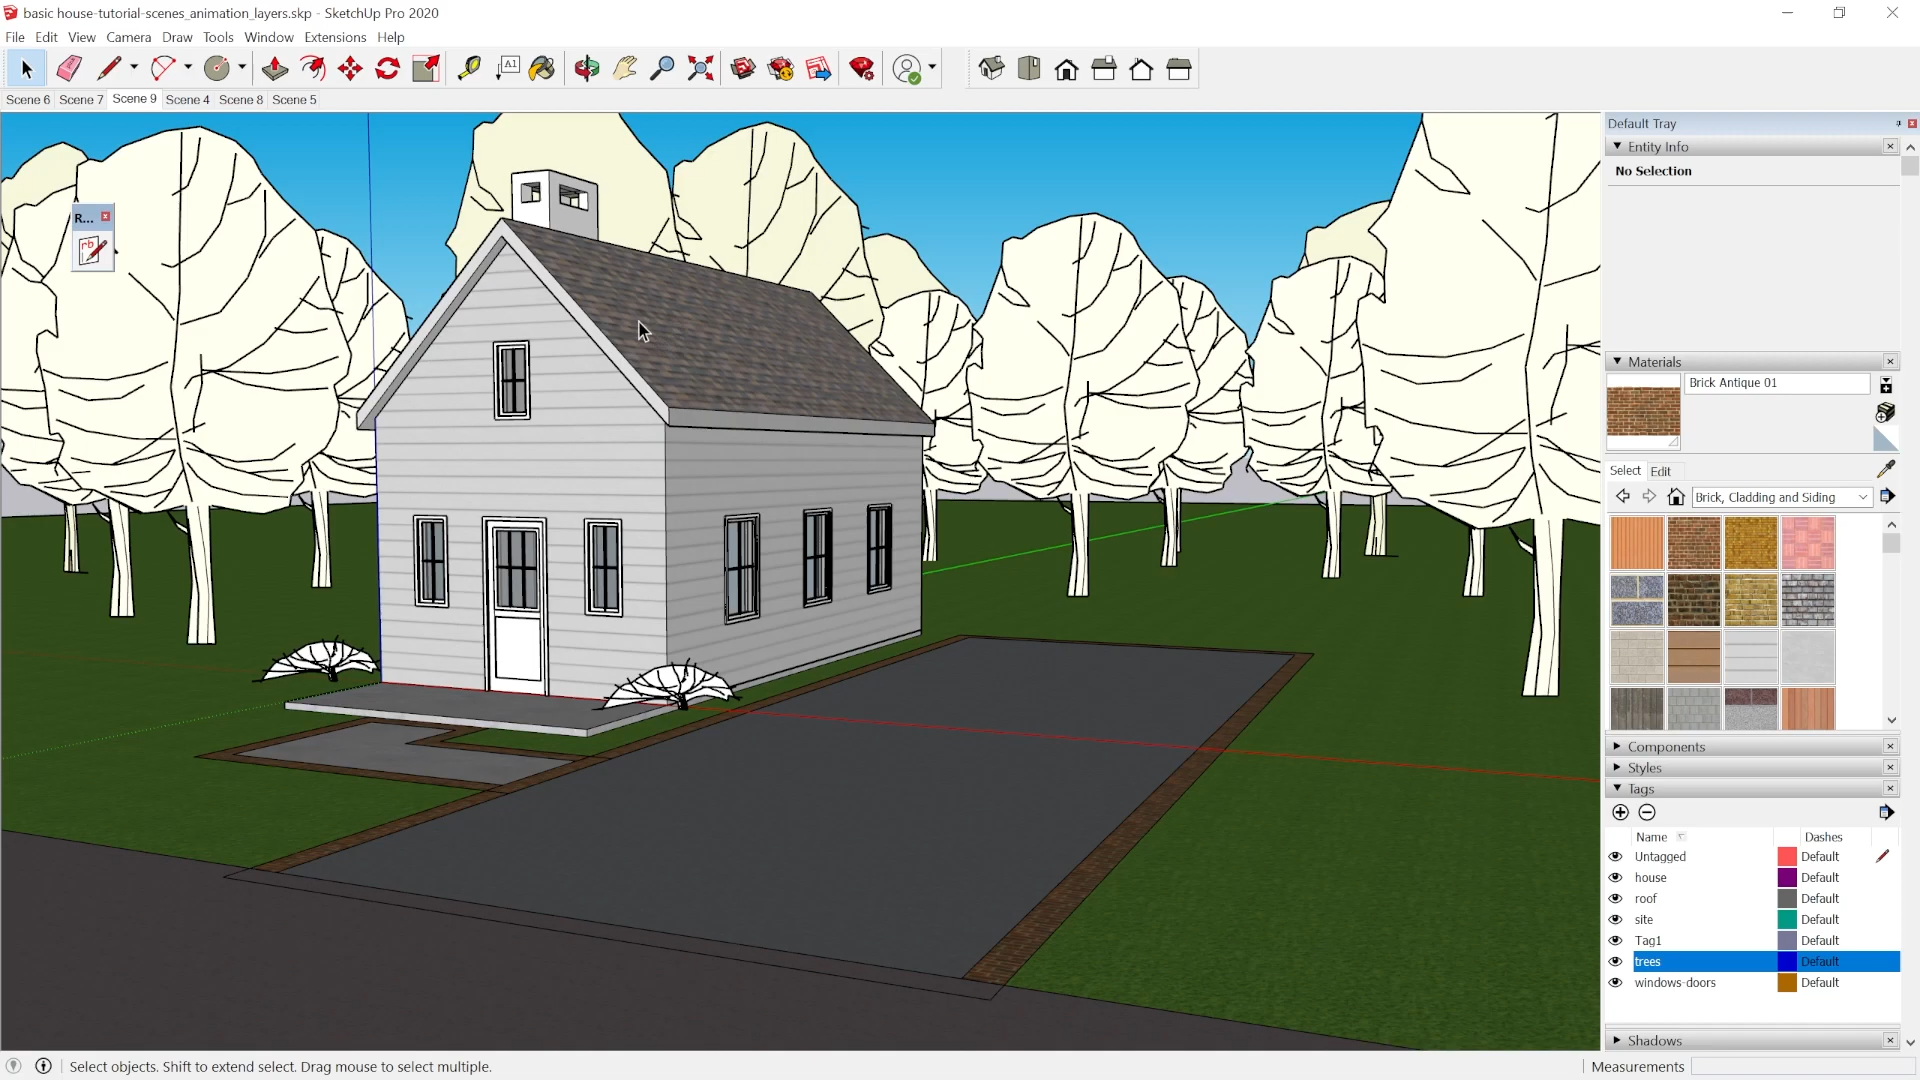 basic house-tutorial-scenes_animation_layers.skp - SketchUp Pro 2020
File Edit View Camera Draw Tools Window Extensions Help
A1
Scene 6 Scene 7 Scene 9 Scene 4 Scene 8 Scene 5
R...
rb
Default Tray
Entity Info
No Selection
Materials
Brick Antique 01
Select Edit
Brick, Cladding and Siding
Components
Styles
Tags
Name Dashes
Untagged Default
house Default
roof Default
site Default
Tag1 Default
trees Default
windows-doors Default
Shadows
Select objects. Shift to extend select. Drag mouse to select multiple.
Measurements